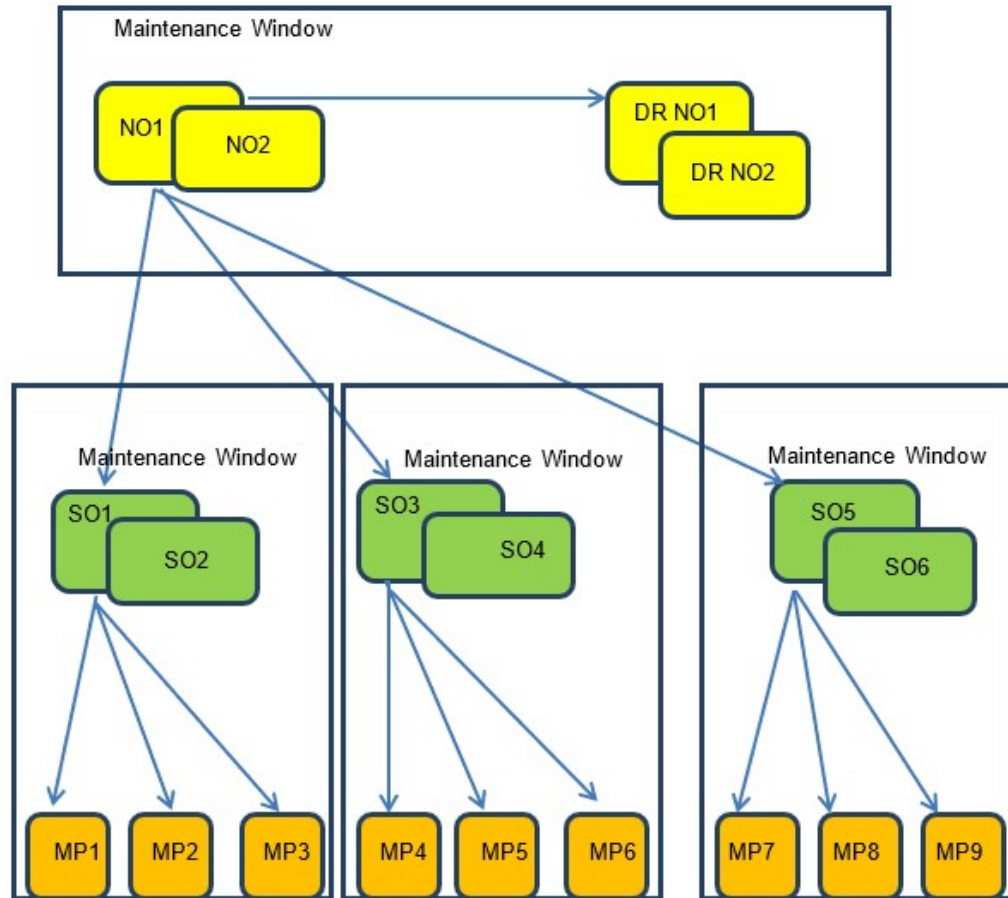 Maintenance Window
NO1
NO2
DR NO1
DR NO2
Maintenance Window
SO1
SO2
MP1
MP2
MP3
Maintenance Window
SO3
SO4
MP4
MP5
MP6
Maintenance Window
SO5
SO6
MP7
MP8
MP9